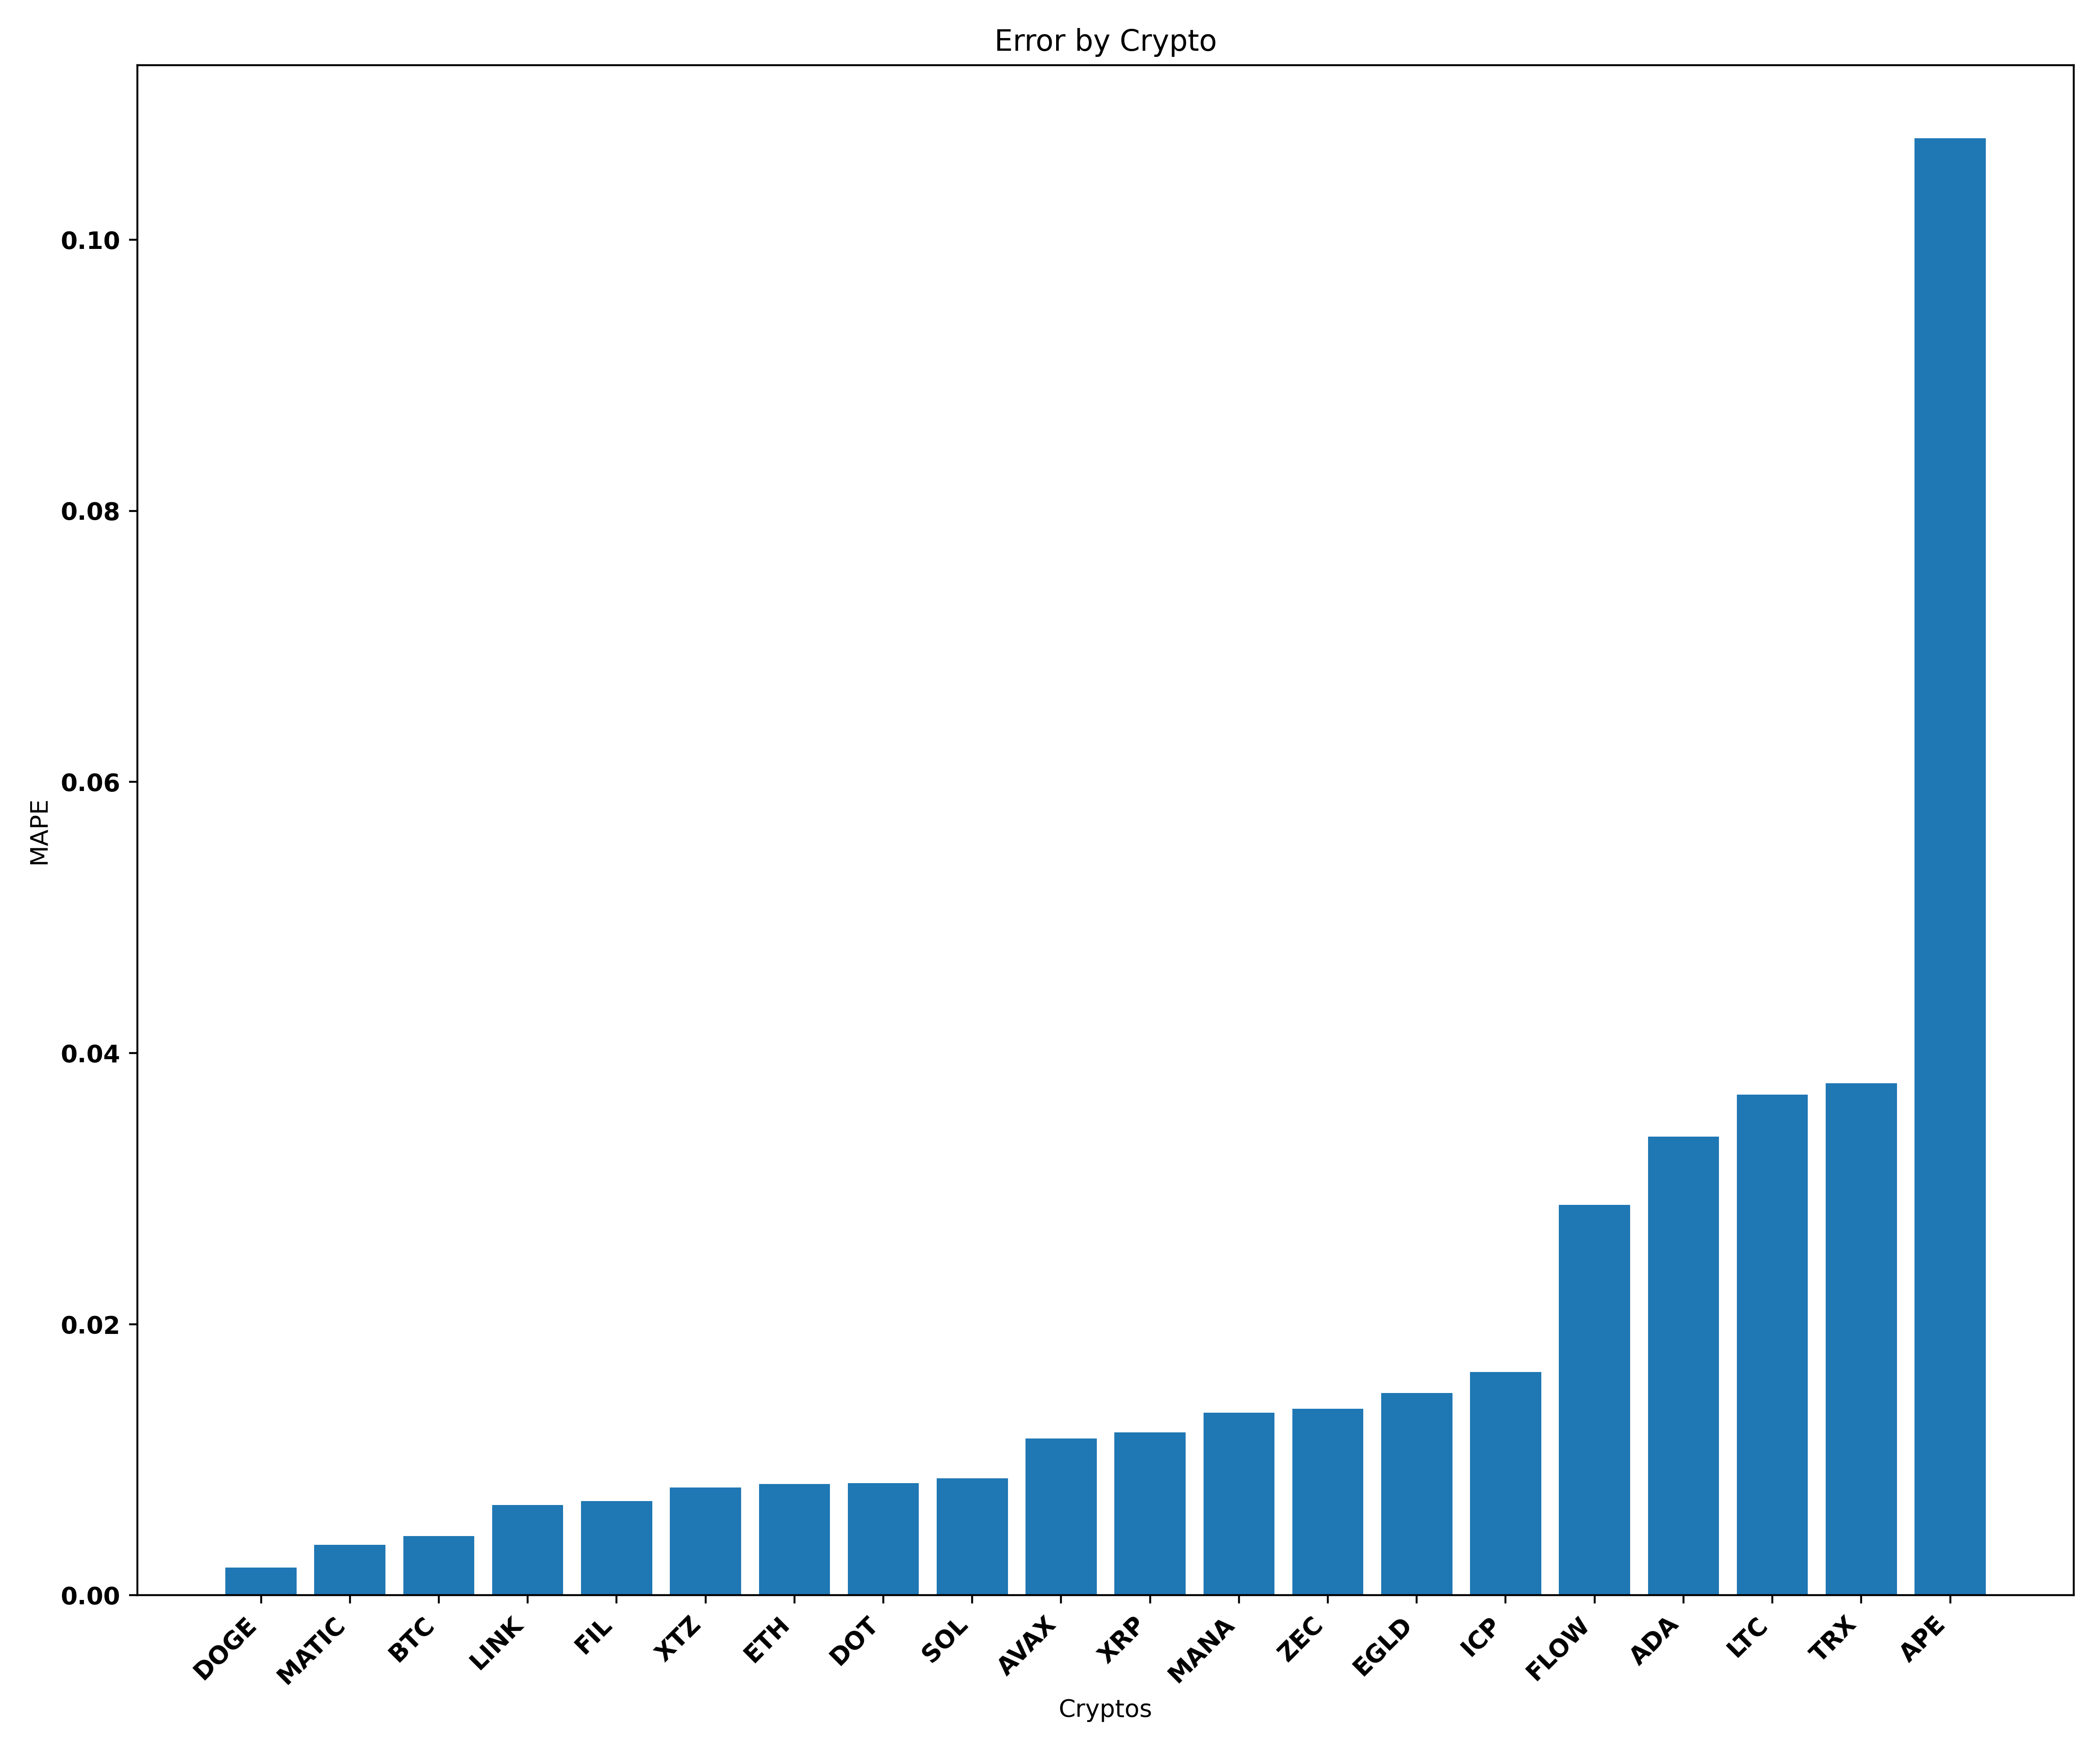 Error by Crypto
MAPE
0.10
0.08
0.06
0.04
0.02
0.00
DOGE
MATIC
BTC
LINK
FIL
XTZ
ETH
DOT
SOL
AVAX
XRP
MANA
ZEC
EGLD
ICP
FLOW
ADA
LTC
TRX
APE
Cryptos